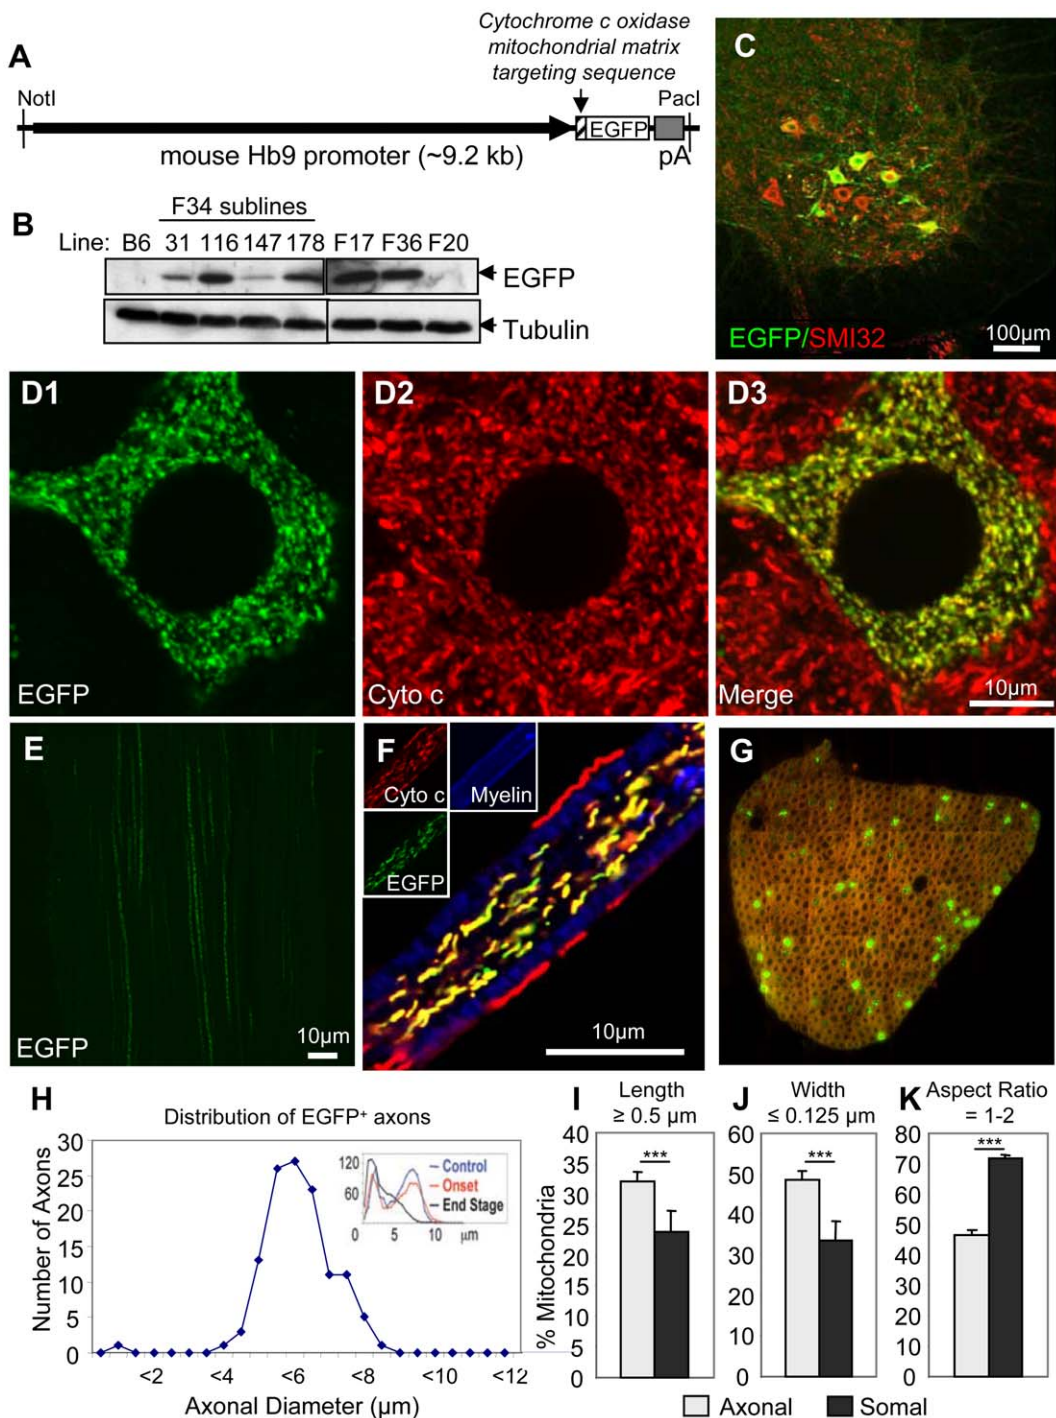 Cytochrome c oxidase
mitochondrial matrix
targeting sequence
A
NotI
PacI
EGFP
mouse Hb9 promoter (~9.2 kb)
pA
B
F34 sublines
Line: B6 31 116 147 178 F17 F36 F20
EGFP
Tubulin
C
EGFP/SMI32
100µm
D1
EGFP
D2
Cyto c
D3
Merge
10µm
E
EGFP
10µm
F
Cyto c
Myelin
EGFP
10µm
G
H
Distribution of EGFP+ axons
30
25
20
15
10
5
0
Number of Axons
<2 <4 <6 <8 <10 <12
Axonal Diameter (µm)
120
60
0 5 10 µm
Control
Onset
End Stage
I
Length
≥ 0.5 µm
40
35
30
25
20
15
10
5
0
% Mitochondria
***
J
Width
≤ 0.125 µm
60
50
40
30
20
10
0
***
K
Aspect Ratio
= 1-2
80
70
60
50
40
30
20
10
0
***
Axonal
Somal